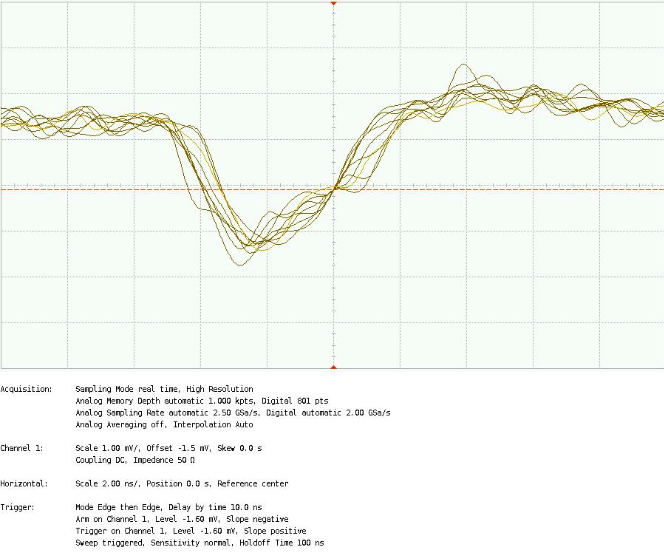 Acquisition: Sampling Mode real time, High Resolution
Analog Memory Depth automatic 1.000 kpts, Digital 801 pts
Analog Sampling Rate automatic 2.50 GSa/s, Digital automatic 2.00 GSa/s
Analog Averaging off, Interpolation Auto
Channel 1: Scale 1.00 mV/, Offset -1.5 mV, Skew 0.0 s
Coupling DC, Impedance 50 Ω
Horizontal: Scale 2.00 ns/, Position 0.0 s, Reference center
Trigger: Mode Edge then Edge, Delay by time 10.0 ns
Arm on Channel 1, Level -1.60 mV, Slope negative
Trigger on Channel 1, Level -1.60 mV, Slope positive
Sweep triggered, Sensitivity normal, Holdoff Time 100 ns